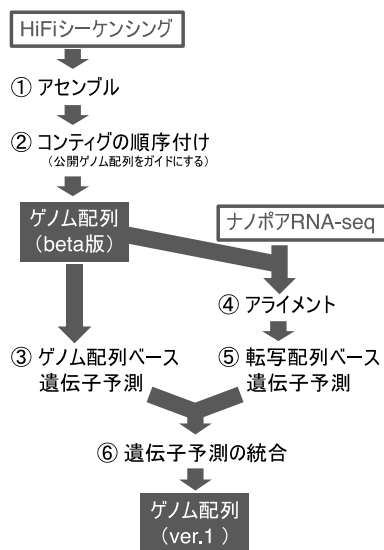 HiFiシーケンシング
① アセンブル
② コンティグの順序付け
（公開ゲノム配列をガイドにする）
ゲノム配列
（beta版）
ナノポアRNA-seq
④ アライメント
③ ゲノム配列ベース
遺伝子予測
⑤ 転写配列ベース
遺伝子予測
⑥ 遺伝子予測の統合
ゲノム配列
（ver.1 ）